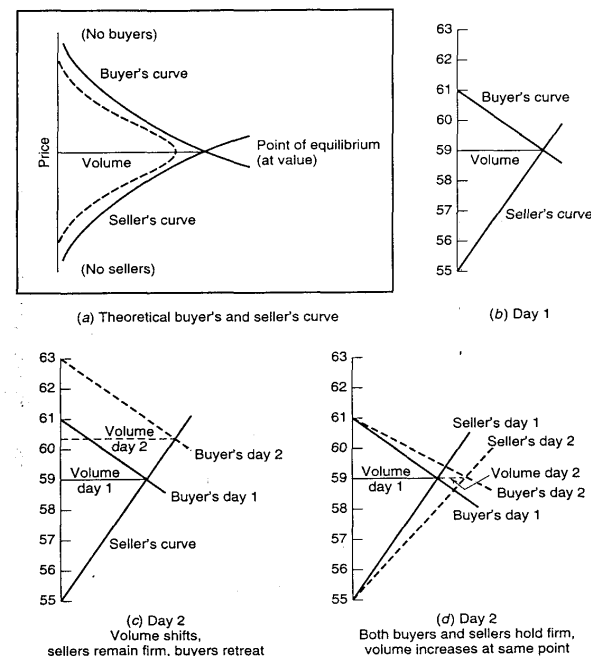 (No buyers)
Buyer's curve
Price
Volume
Point of equilibrium
(at value)
Seller's curve
(No sellers)
(a) Theoretical buyer's and seller's curve
63
62
61
60
59
58
57
56
55
Buyer's curve
Volume
Seller's curve
(b) Day 1
63
62
61
60
59
58
57
56
55
Volume
day 2
Buyer's day 2
Volume
day 1
Buyer's day 1
Seller's curve
(c) Day 2
Volume shifts,
sellers remain firm, buyers retreat
63
62
61
60
59
58
57
56
55
Seller's day 1
Seller's day 2
Volume
day 1
Volume day 2
Buyer's day 2
Buyer's day 1
(d) Day 2
Both buyers and sellers hold firm,
volume increases at same point